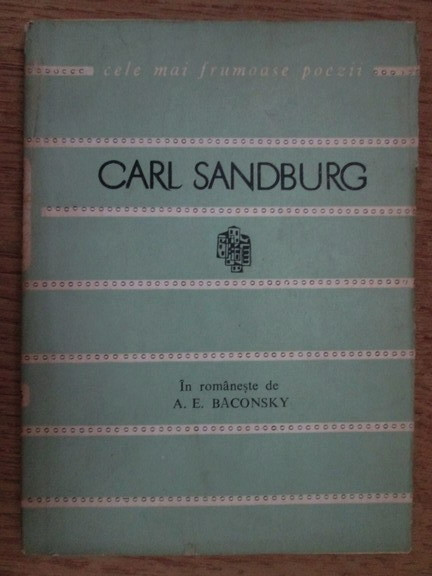 cele mai frumoase poezii
CARL SANDBURG
În românește de
A. E. BACONSKY